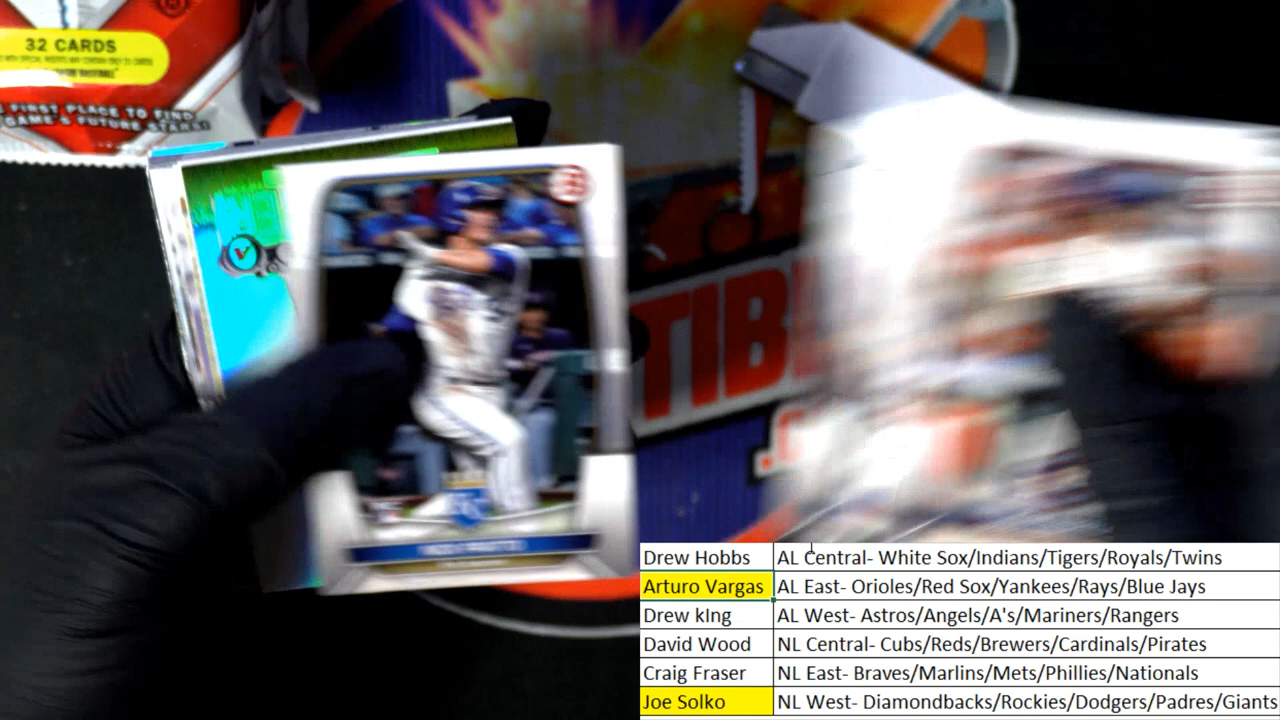 32 CARDS
FIRST PLACE TO FIND
GAME'S FUTURE STARS!
TIB
KC
Drew Hobbs AL Central- White Sox/Indians/Tigers/Royals/Twins
Arturo Vargas AL East- Orioles/Red Sox/Yankees/Rays/Blue Jays
Drew kIng AL West- Astros/Angels/A's/Mariners/Rangers
David Wood NL Central- Cubs/Reds/Brewers/Cardinals/Pirates
Craig Fraser NL East- Braves/Marlins/Mets/Phillies/Nationals
Joe Solko NL West- Diamondbacks/Rockies/Dodgers/Padres/Giants